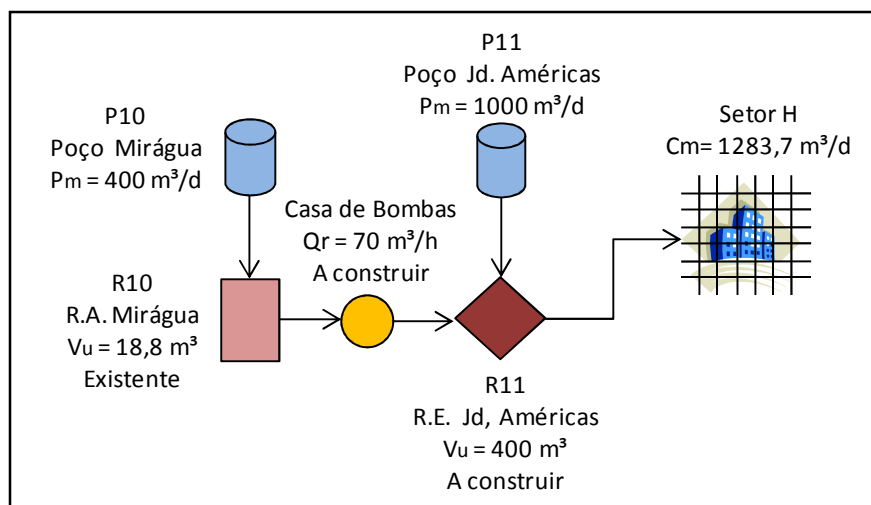 P10
Poço Mirágua
Pm = 400 m³/d
P11
Poço Jd. Américas
Pm = 1000 m³/d
Setor H
Cm= 1283,7 m³/d
Casa de Bombas
Qr = 70 m³/h
A construir
R10
R.A. Mirágua
Vu = 18,8 m³
Existente
R11
R.E. Jd, Américas
Vu = 400 m³
A construir